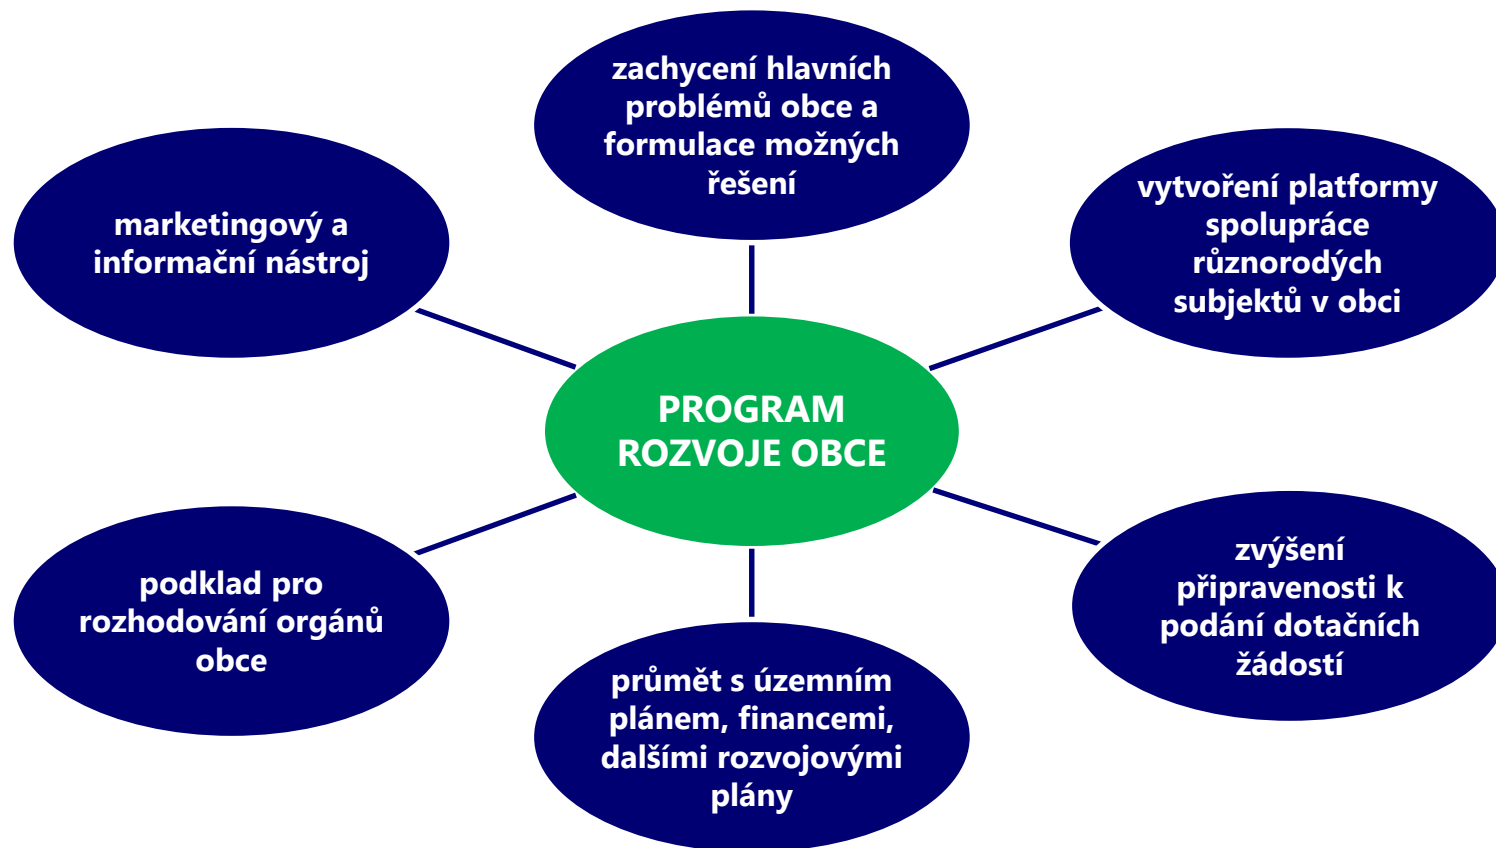 zachycení hlavních
problémů obce a
formulace možných
řešení
marketingový a
informační nástroj
vytvoření platformy
spolupráce
různorodých
subjektů v obci
PROGRAM
ROZVOJE OBCE
podklad pro
rozhodování orgánů
obce
zvýšení
připravenosti k
podání dotačních
žádostí
průmět s územním
plánem, financemi,
dalšími rozvojovými
plány